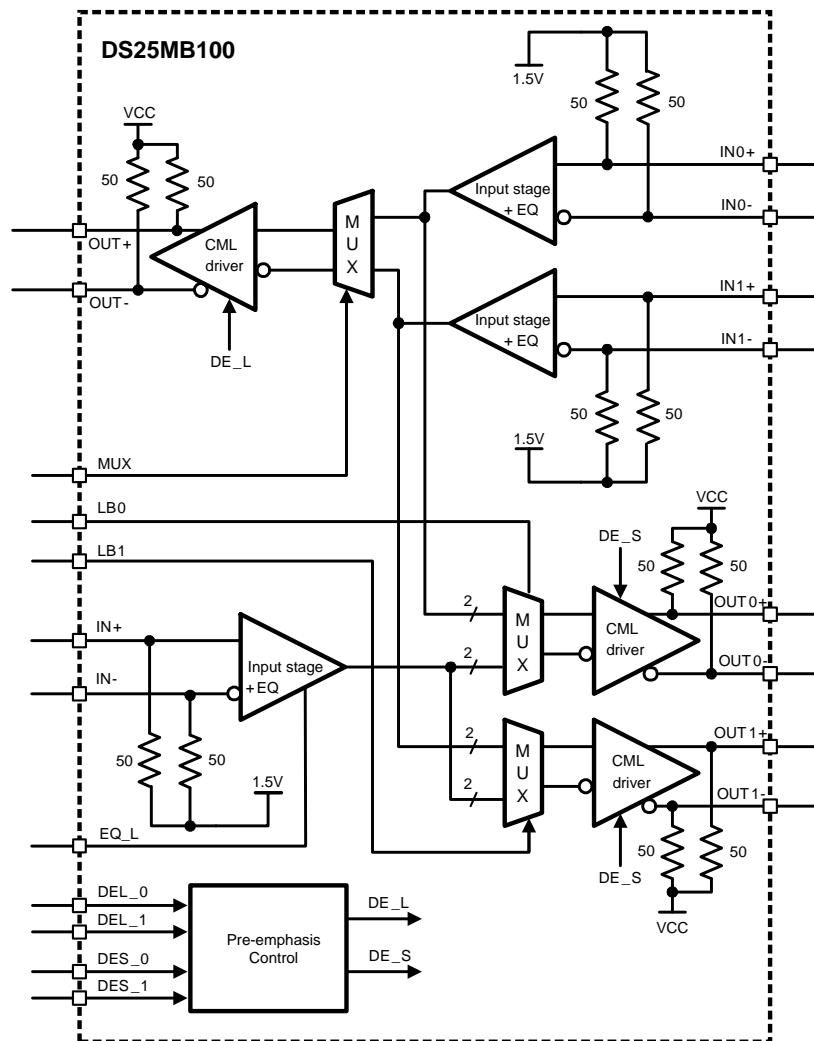 DS25MB100
1.5V
50
50
IN0+
IN0-
Input stage
+ EQ
VCC
50
50
OUT+
OUT-
CML
driver
DE_L
M
U
X
IN1+
IN1-
Input stage
+ EQ
50
50
1.5V
MUX
LB0
LB1
VCC
DE_S
50
50
2
2
M
U
X
CML
driver
OUT0+
OUT0-
IN+
IN-
Input stage
+EQ
50
50
1.5V
EQ_L
2
2
M
U
X
CML
driver
OUT1+
OUT1-
DE_S
50
50
VCC
DEL_0
DEL_1
DES_0
DES_1
Pre-emphasis
Control
DE_L
DE_S